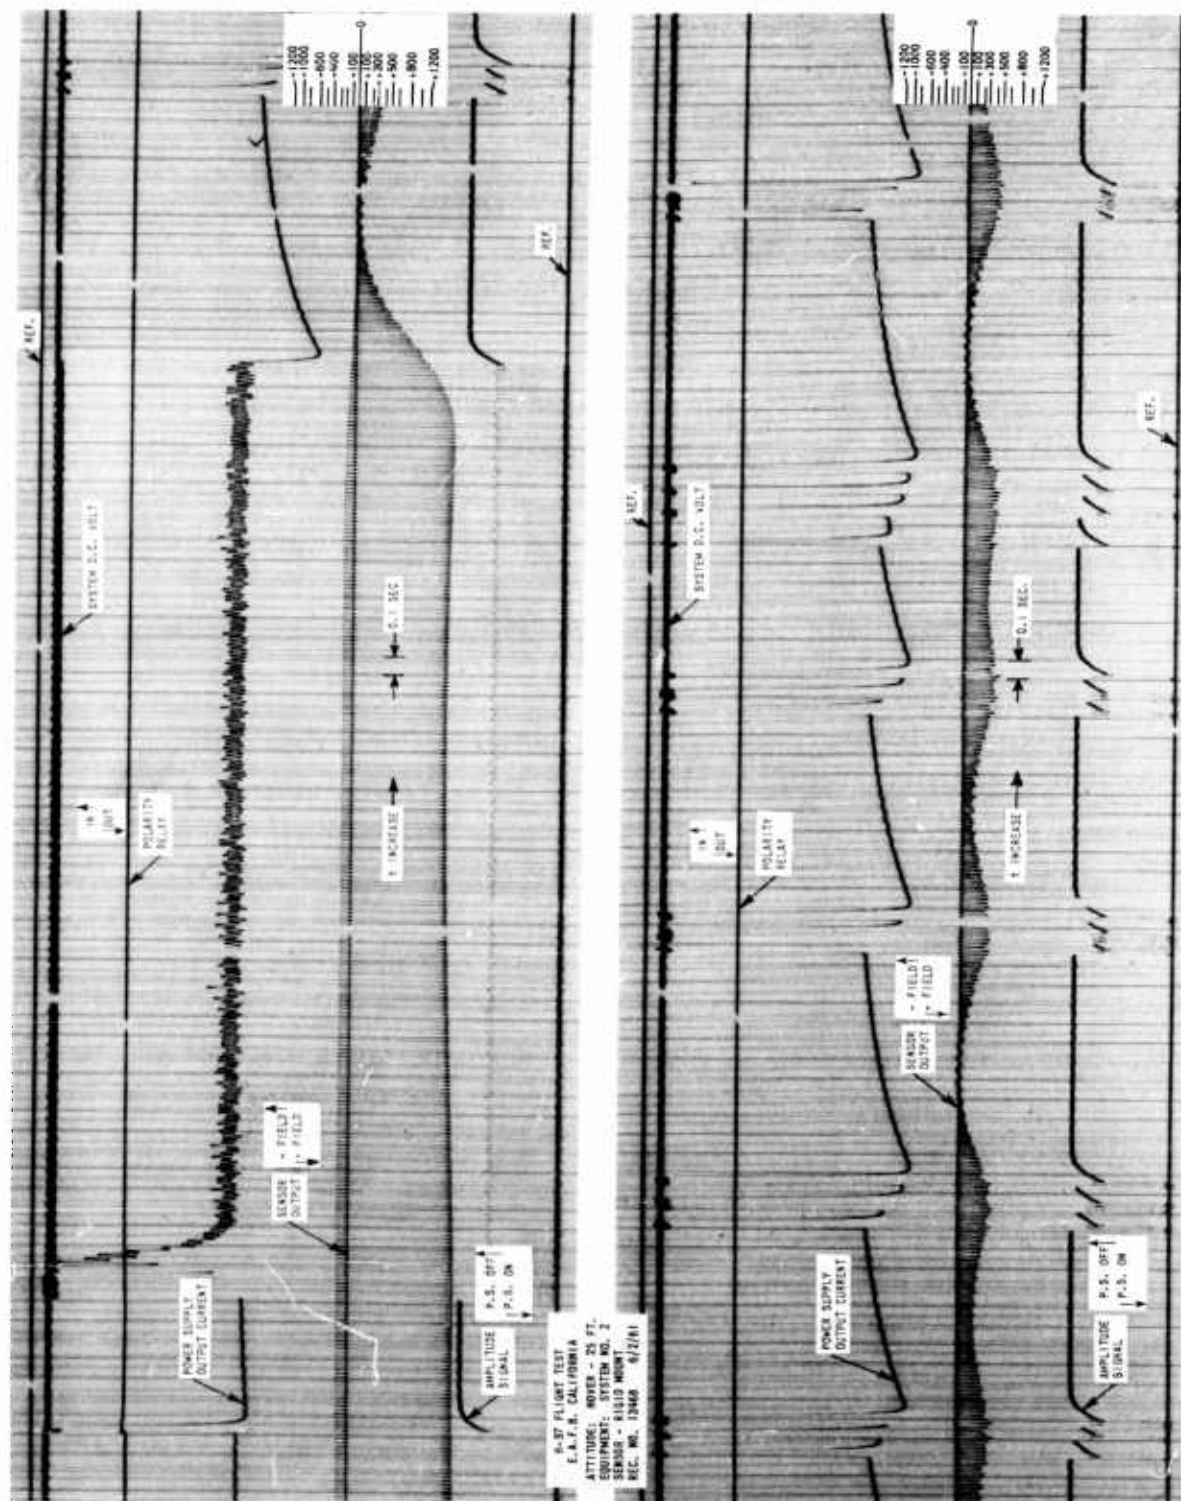 -1200
-1000
-600
-400
-100
0
+100
+300
+500
+800
+1200
REF.
SYSTEM D.C. VOLT
IN
OUT
POLARITY
RELAY
0.1 SEC
t INCREASE
REF.
- FIELD
+ FIELD
SENSOR
OUTPUT
POWER SUPPLY
OUTPUT CURRENT
P.S. OFF
P.S. ON
AMPLITUDE
SIGNAL
FLIGHT TEST
E.A.F.B. CALIFORNIA
ATTITUDE: HOVER - 25 FT.
EQUIPMENT: SYSTEM NO. 2
SENSOR - RIGID MOUNT
REC. NO.
-1200
-1000
-600
-400
-100
0
+100
+300
+500
+800
+1200
REF.
SYSTEM D.C. VOLT
IN
OUT
POLARITY
RELAY
0.1 SEC.
t INCREASE
REF.
- FIELD
+ FIELD
SENSOR
OUTPUT
POWER SUPPLY
OUTPUT CURRENT
P.S. OFF
P.S. ON
AMPLITUDE
SIGNAL